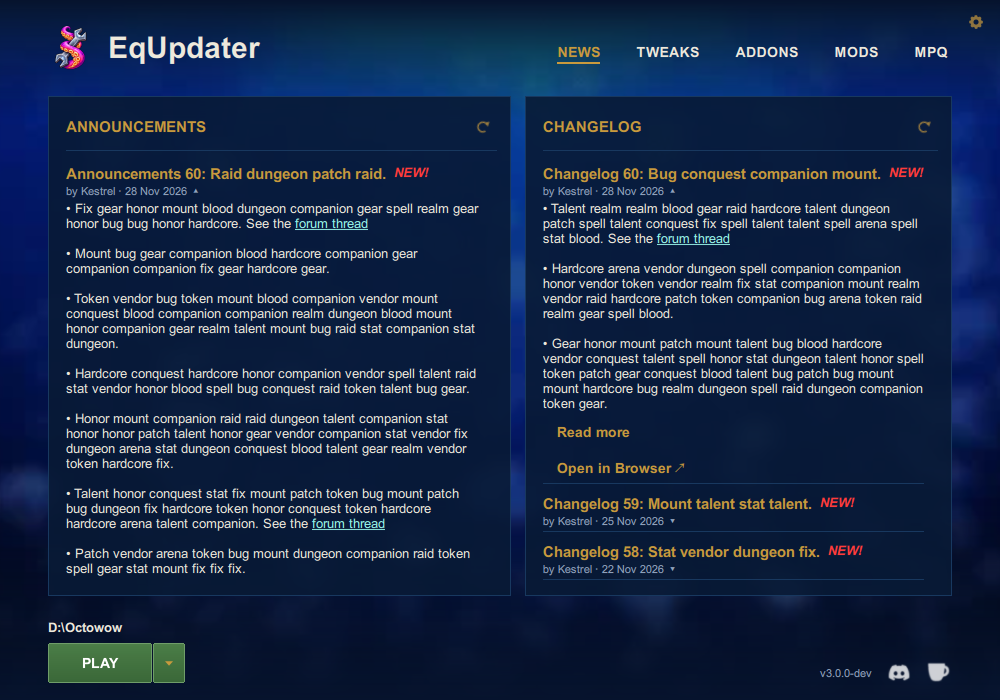 EqUpdater
NEWS
TWEAKS
ADDONS
MODS
MPQ
ANNOUNCEMENTS
Announcements 60: Raid dungeon patch raid. NEW!
by Kestrel · 28 Nov 2026 ▲
• Fix gear honor mount blood dungeon companion gear spell realm gear
honor bug bug honor hardcore. See the forum thread
• Mount bug gear companion blood hardcore companion gear
companion companion fix gear hardcore gear.
• Token vendor bug token mount blood companion vendor mount
conquest blood companion companion realm dungeon blood mount
honor companion gear realm talent mount bug raid stat companion stat
dungeon.
• Hardcore conquest hardcore honor companion vendor spell talent raid
stat vendor honor blood spell bug conquest raid token talent bug gear.
• Honor mount companion raid raid dungeon talent companion stat
honor honor patch talent honor gear vendor companion stat vendor fix
dungeon arena stat dungeon conquest blood talent gear realm vendor
token hardcore fix.
• Talent honor conquest stat fix mount patch token bug mount patch
bug dungeon fix hardcore token honor conquest token hardcore
hardcore arena talent companion. See the forum thread
• Patch vendor arena token bug mount dungeon companion raid token
spell gear stat mount fix fix fix.
CHANGELOG
Changelog 60: Bug conquest companion mount. NEW!
by Kestrel · 28 Nov 2026 ▲
• Talent realm realm blood gear raid hardcore talent dungeon
patch spell talent conquest fix spell talent talent spell arena spell
stat blood. See the forum thread
• Hardcore arena vendor dungeon spell companion companion
honor vendor token vendor realm fix stat companion mount realm
vendor raid hardcore patch token companion bug arena token raid
realm gear spell blood.
• Gear honor mount patch mount talent bug blood hardcore
vendor conquest talent spell honor stat dungeon talent honor spell
token patch gear conquest blood talent bug patch bug mount
mount hardcore bug realm dungeon spell raid dungeon companion
token gear.
Read more
Open in Browser ↗
Changelog 59: Mount talent stat talent. NEW!
by Kestrel · 25 Nov 2026 ▼
Changelog 58: Stat vendor dungeon fix. NEW!
by Kestrel · 22 Nov 2026 ▼
D:\Octowow
PLAY
v3.0.0-dev